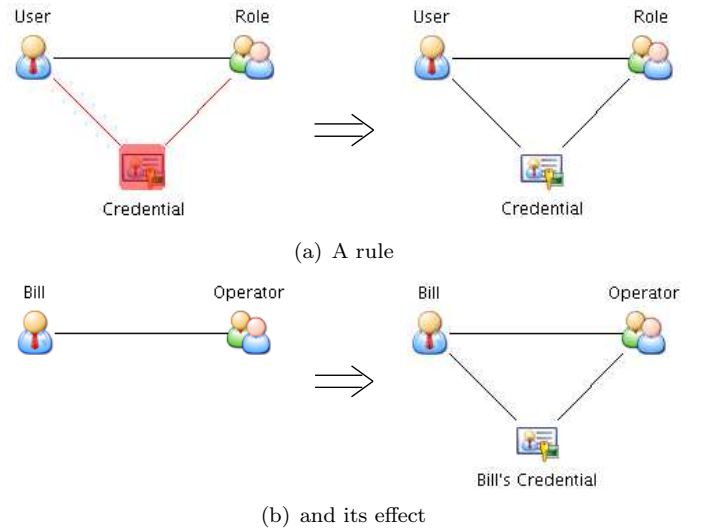 User Role User Role
Credential Credential
(a) A rule
Bill Operator Bill Operator
Bill's Credential
(b) and its effect